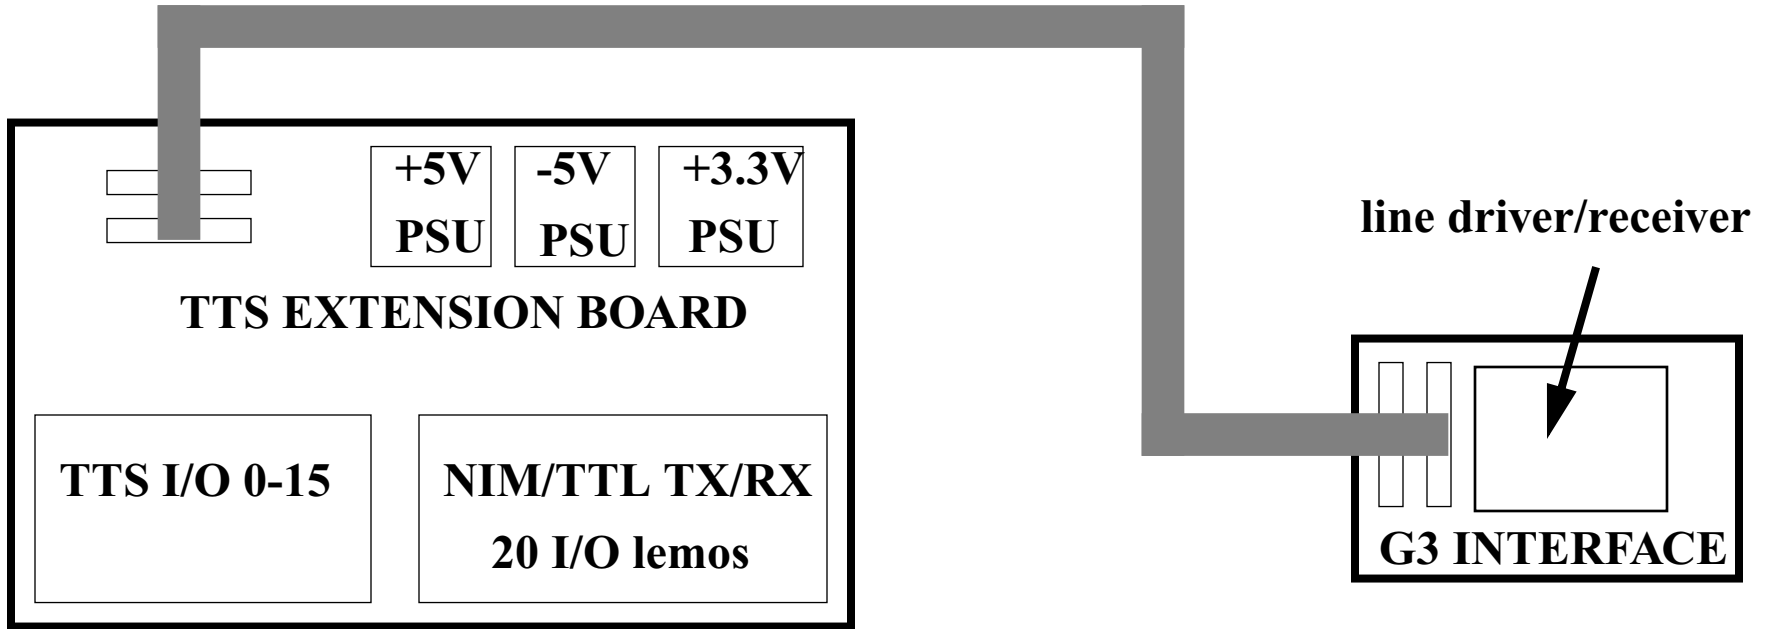 +5V
PSU
-5V
PSU
+3.3V
PSU
TTS EXTENSION BOARD
TTS I/O 0-15
NIM/TTL TX/RX
20 I/O lemos
line driver/receiver
G3 INTERFACE